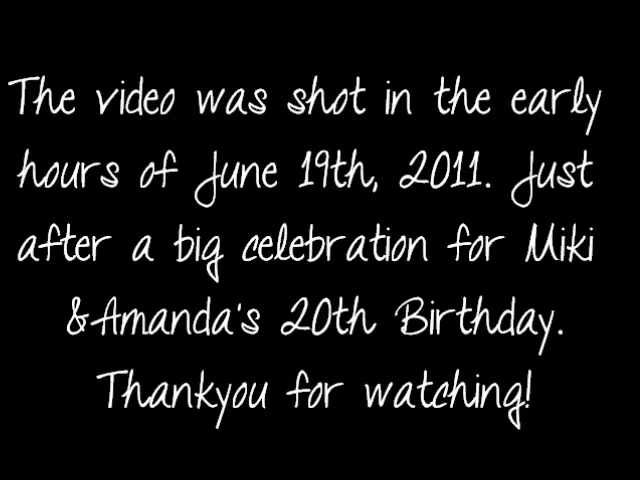 The video was shot in the early
hours of June 19th, 2011. Just
after a big celebration for Miki
&Amanda's 20th Birthday.
Thankyou for watching!